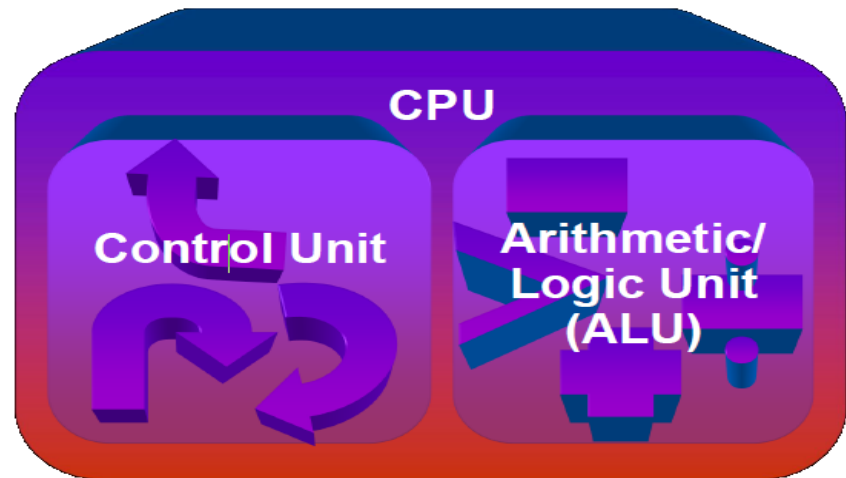 CPU
Control Unit
Arithmetic/
Logic Unit
(ALU)